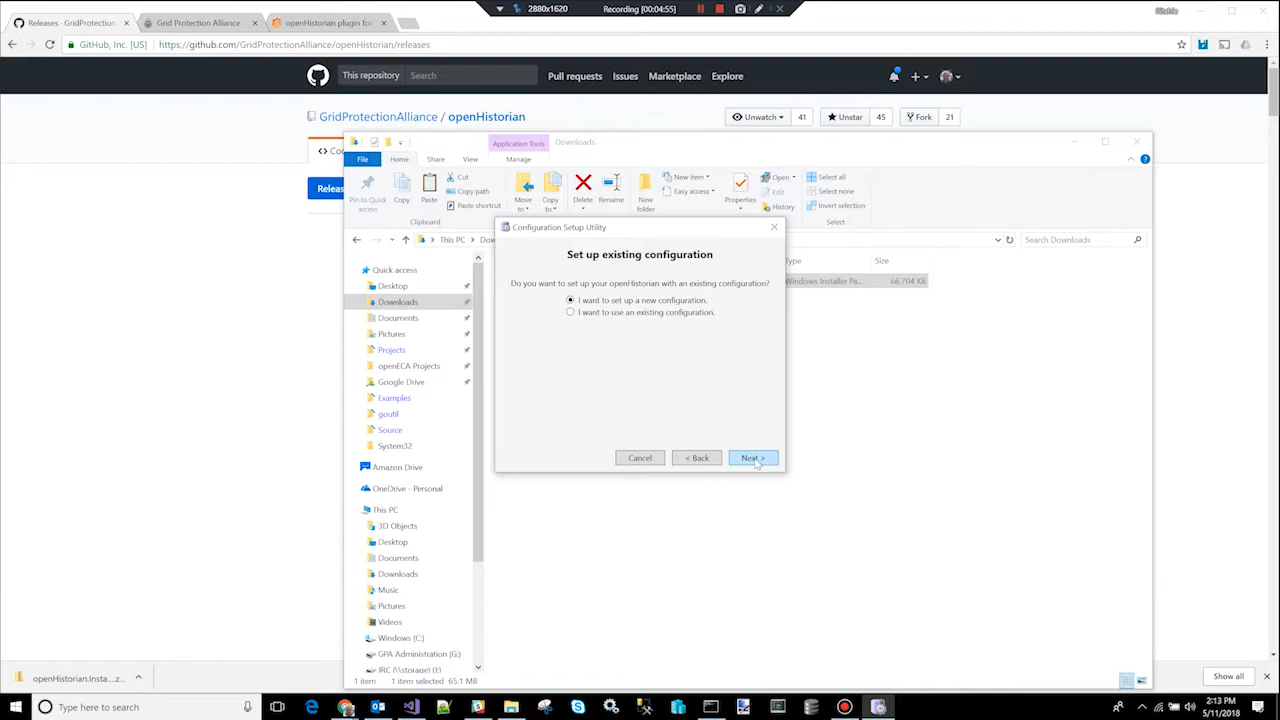 2880x1620
Recording [00:04:55]
Ritchie
Releases · GridProtection
Grid Protection Alliance
openHistorian plugin for
GitHub, Inc. [US]
https://github.com/GridProtectionAlliance/openHistorian/releases
This repository
Search
Pull requests
Issues
Marketplace
Explore
GridProtectionAlliance / openHistorian
Unwatch
41
Unstar
45
Fork
21
Co
Releas
Application Tools
Downloads
File
Home
Share
View
Manage
Pin to Quick
access
Copy
Paste
Cut
Copy path
Paste shortcut
Clipboard
Move
to
Copy
to
Delete
Rename
New
folder
New item
Easy access
Properties
Open
Edit
History
Select all
Select none
Invert selection
Select
This PC
Dow
Search Downloads
Type
Size
Windows Installer Pa...
66,704 KB
Quick access
Desktop
Downloads
Documents
Pictures
Projects
openECA Projects
Google Drive
Examples
goutil
Source
System32
Amazon Drive
OneDrive - Personal
This PC
3D Objects
Desktop
Documents
Downloads
Music
Pictures
Videos
Windows (C:)
GPA Administration (G:)
JRC (\\storage) (J:)
1 item
1 item selected
65.1 MB
Configuration Setup Utility
Set up existing configuration
Do you want to set up your openHistorian with an existing configuration?
I want to set up a new configuration.
I want to use an existing configuration.
Cancel
< Back
Next >
openHistorian.Insta....z...
Show all
Type here to search
2:13 PM
5/11/2018